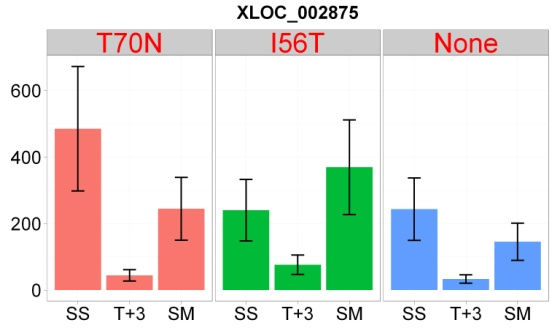 XLOC_002875
T70N I56T None
600
400
200
0
SS T+3 SM SS T+3 SM SS T+3 SM